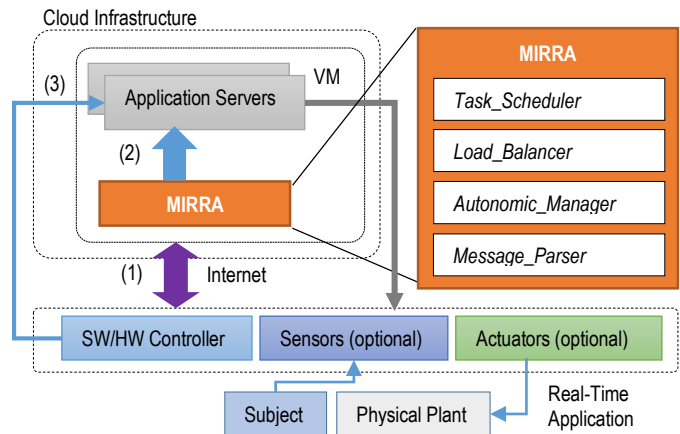 Cloud Infrastructure
MIRRA
(3)
VM
Application Servers
Task_Scheduler
(2)
Load_Balancer
MIRRA
Autonomic_Manager
Message_Parser
(1)
Internet
SW/HW Controller
Sensors (optional)
Actuators (optional)
Subject
Physical Plant
Real-Time
Application